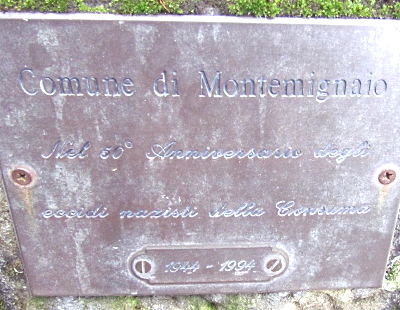 Comune di Montemignaio
Nel 50° Anniversario degli
eccidi nazisti della Consuma
1944 - 1994